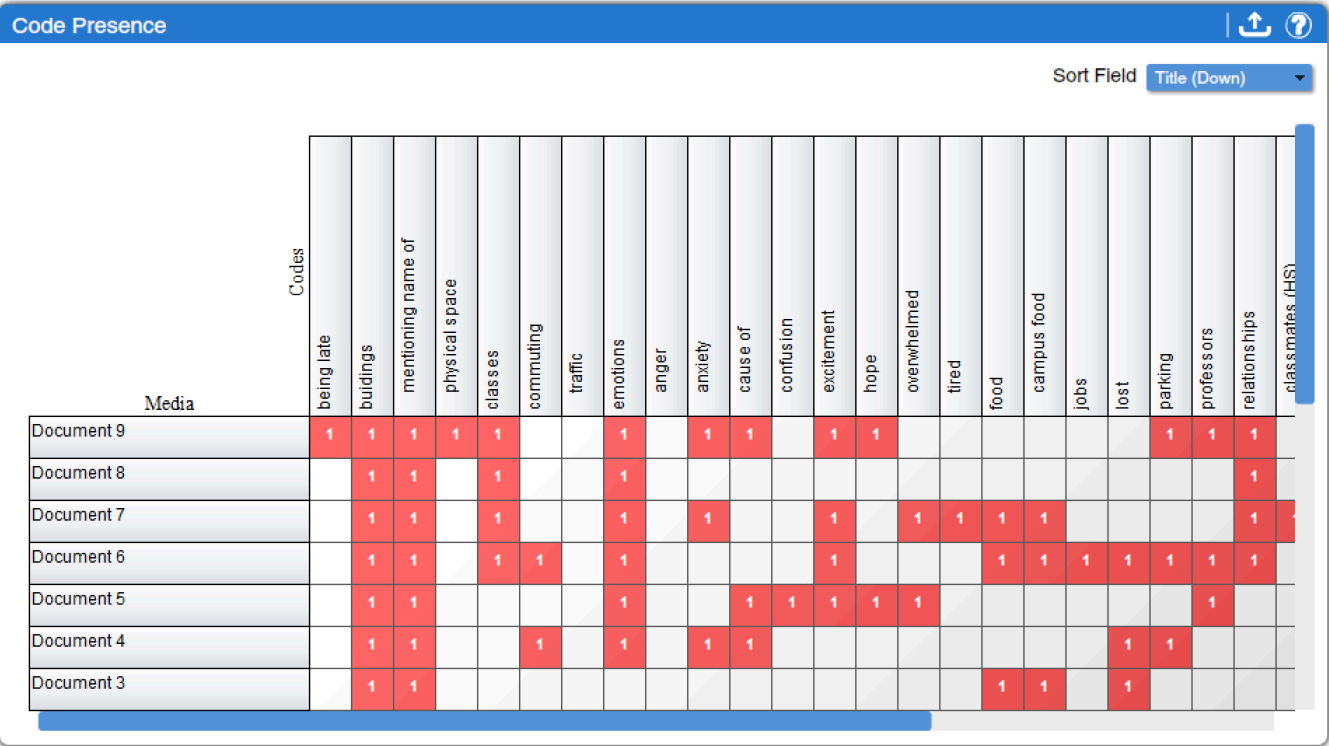 Code Presence
Sort Field Title (Down)
Codes
being late
buidings
mentioning name of
physical space
classes
commuting
traffic
emotions
anger
anxiety
cause of
confusion
excitement
hope
overwhelmed
tired
food
campus food
jobs
lost
parking
professors
relationships
classmates (HS)
Media
Document 9 1 1 1 1 1 1 1 1 1 1 1 1 1
Document 8 1 1 1 1 1
Document 7 1 1 1 1 1 1 1 1 1 1 1 1
Document 6 1 1 1 1 1 1 1 1 1 1 1 1 1
Document 5 1 1 1 1 1 1 1 1 1
Document 4 1 1 1 1 1 1 1 1
Document 3 1 1 1 1 1